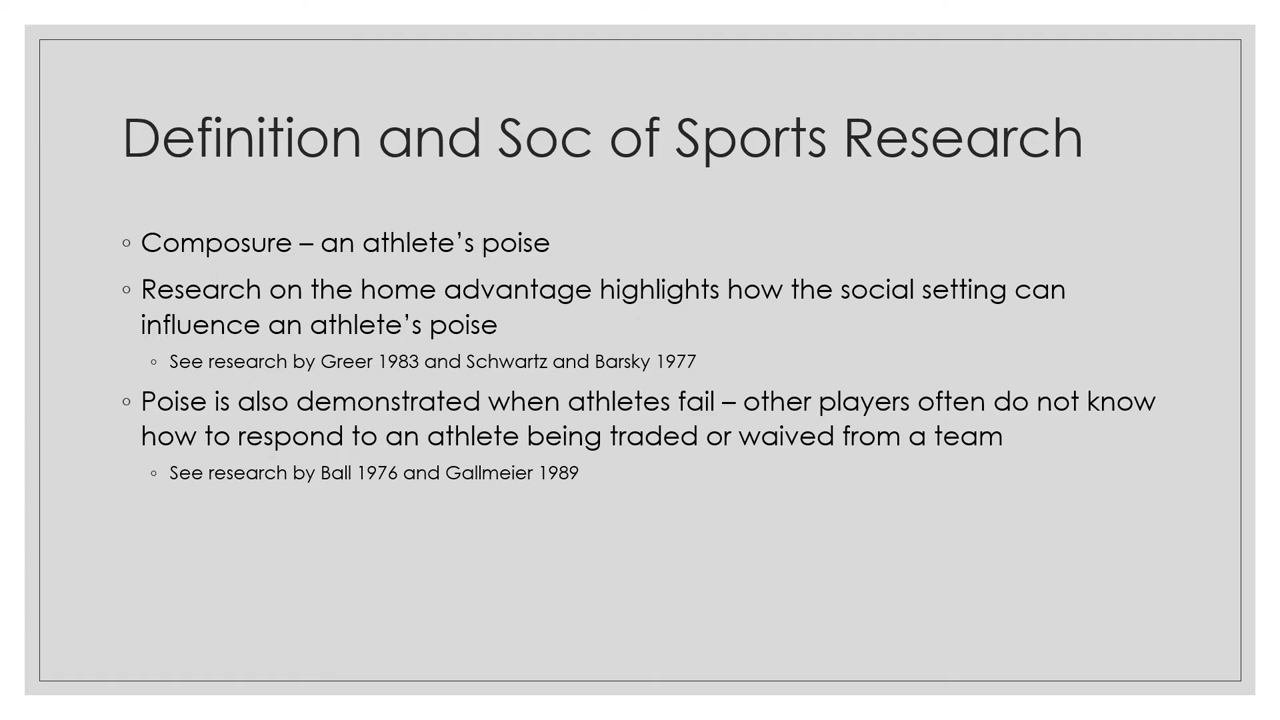 Definition and Soc of Sports Research
◦ Composure – an athlete’s poise
◦ Research on the home advantage highlights how the social setting can
influence an athlete’s poise
◦ See research by Greer 1983 and Schwartz and Barsky 1977
◦ Poise is also demonstrated when athletes fail – other players often do not know
how to respond to an athlete being traded or waived from a team
◦ See research by Ball 1976 and Gallmeier 1989